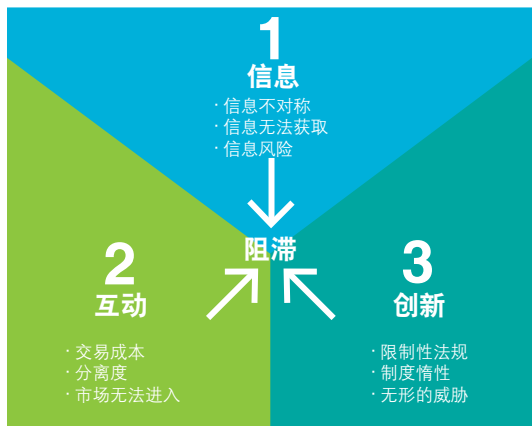 1
信息
· 信息不对称
· 信息无法获取
· 信息风险
阻滞
2
互动
· 交易成本
· 分离度
· 市场无法进入
3
创新
· 限制性法规
· 制度惰性
· 无形的威胁